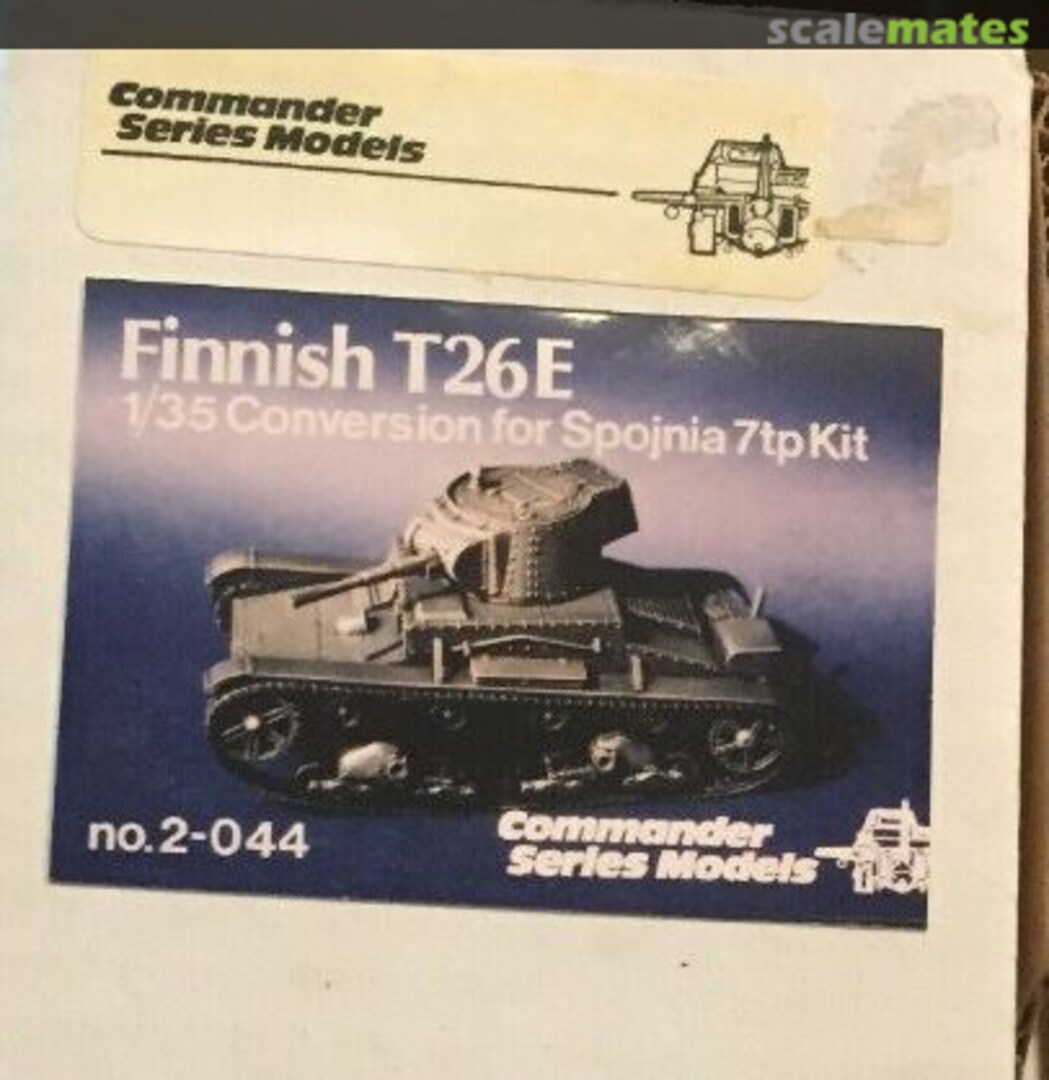 scalemates
Commander
Series Models
Finnish T26E
1/35 Conversion for Spojnia 7tp Kit
no.2-044
Commander
Series Models